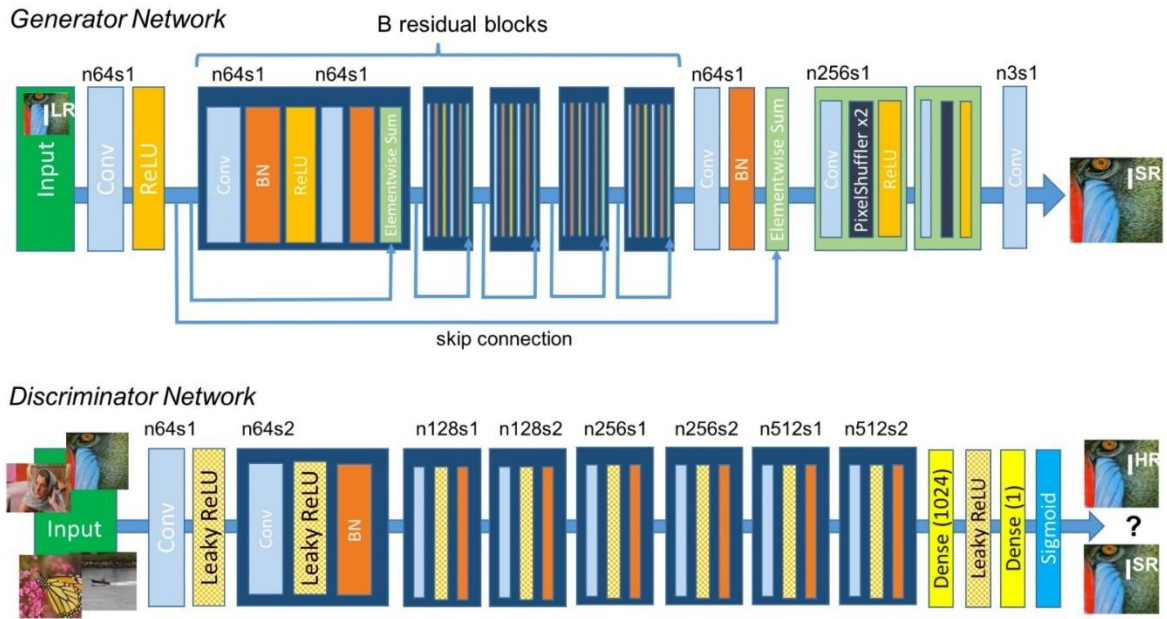 Generator Network
B residual blocks
n64s1
n64s1
n64s1
n64s1
n256s1
n3s1
I^LR
Input
Conv
ReLU
Conv
BN
ReLU
Elementwise Sum
Conv
BN
Elementwise Sum
Conv
PixelShuffler x2
ReLU
Conv
I^SR
skip connection
Discriminator Network
n64s1
n64s2
n128s1
n128s2
n256s1
n256s2
n512s1
n512s2
Input
Conv
Leaky ReLU
Conv
Leaky ReLU
BN
Dense (1024)
Leaky ReLU
Dense (1)
Sigmoid
I^HR
?
I^SR